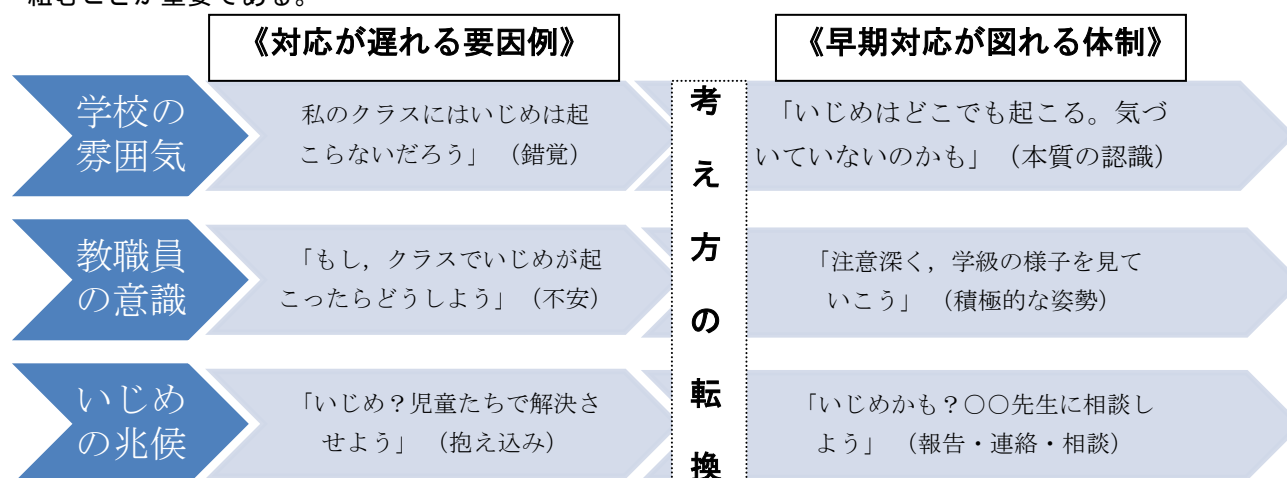 組むことが重要である。
《対応が遅れる要因例》
《早期対応が図れる体制》
学校の
雰囲気
私のクラスにはいじめは起
こらないだろう」（錯覚）
「いじめはどこでも起こる。気づ
いていないのかも」（本質の認識）
教職員
の意識
「もし，クラスでいじめが起
こったらどうしよう」（不安）
「注意深く，学級の様子を見て
いこう」（積極的な姿勢）
いじめ
の兆候
「いじめ？児童たちで解決さ
せよう」（抱え込み）
「いじめかも？○○先生に相談し
よう」（報告・連絡・相談）
考え方の転換